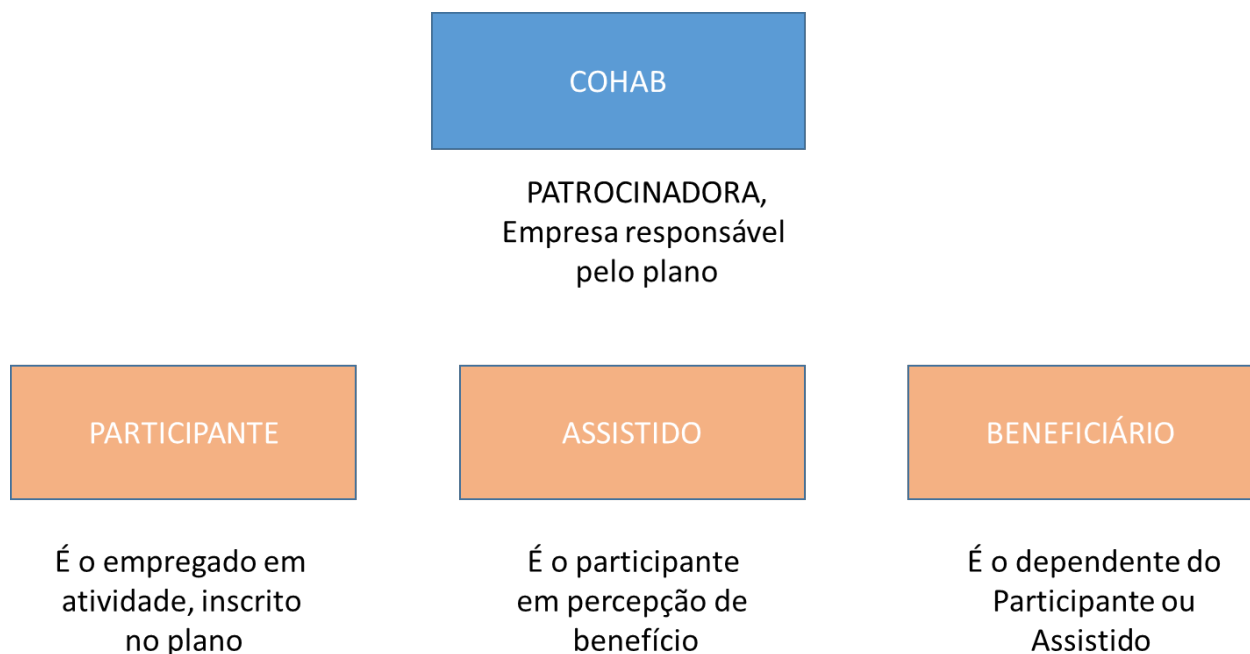 COHAB
PATROCINADORA,
Empresa responsável
pelo plano
PARTICIPANTE
É o empregado em
atividade, inscrito
no plano
ASSISTIDO
É o participante
em percepção de
benefício
BENEFICIÁRIO
É o dependente do
Participante ou
Assistido